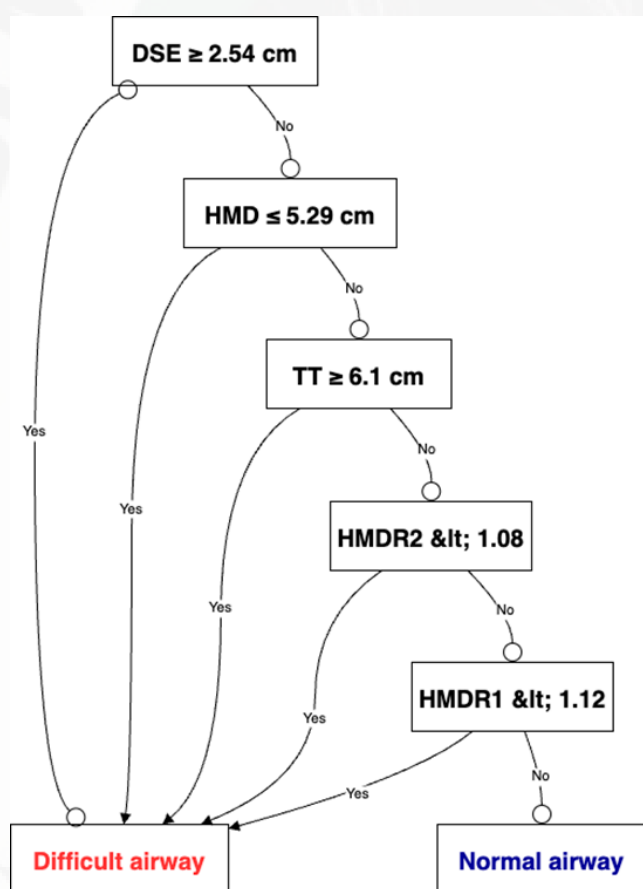 DSE ≥ 2.54 cm
No
HMD ≤ 5.29 cm
No
TT ≥ 6.1 cm
Yes
No
Yes
HMDR2 &lt; 1.08
Yes
No
HMDR1 &lt; 1.12
Yes
No
Yes
Difficult airway
Normal airway